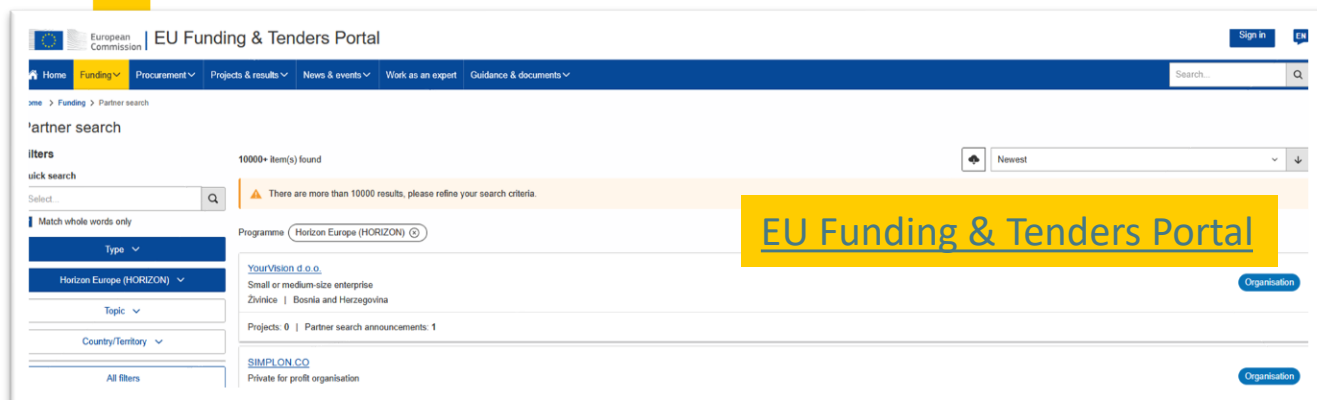 European
Commission
EU Funding & Tenders Portal
Sign in
EN
Home Funding Procurement Projects & results News & events Work as an expert Guidance & documents
Search...
ome > Funding > Partner search
artner search
ilters
10000+ item(s) found
Newest
uick search
Select...
There are more than 10000 results, please refine your search criteria.
Match whole words only
Programme Horizon Europe (HORIZON)
EU Funding & Tenders Portal
Type
Horizon Europe (HORIZON)
Topic
Country/Territory
All filters
YourVision d.o.o.
Small or medium-size enterprise
Organisation
Živinice | Bosnia and Herzegovina
Projects: 0 | Partner search announcements: 1
SIMPLON.CO
Private for profit organisation
Organisation